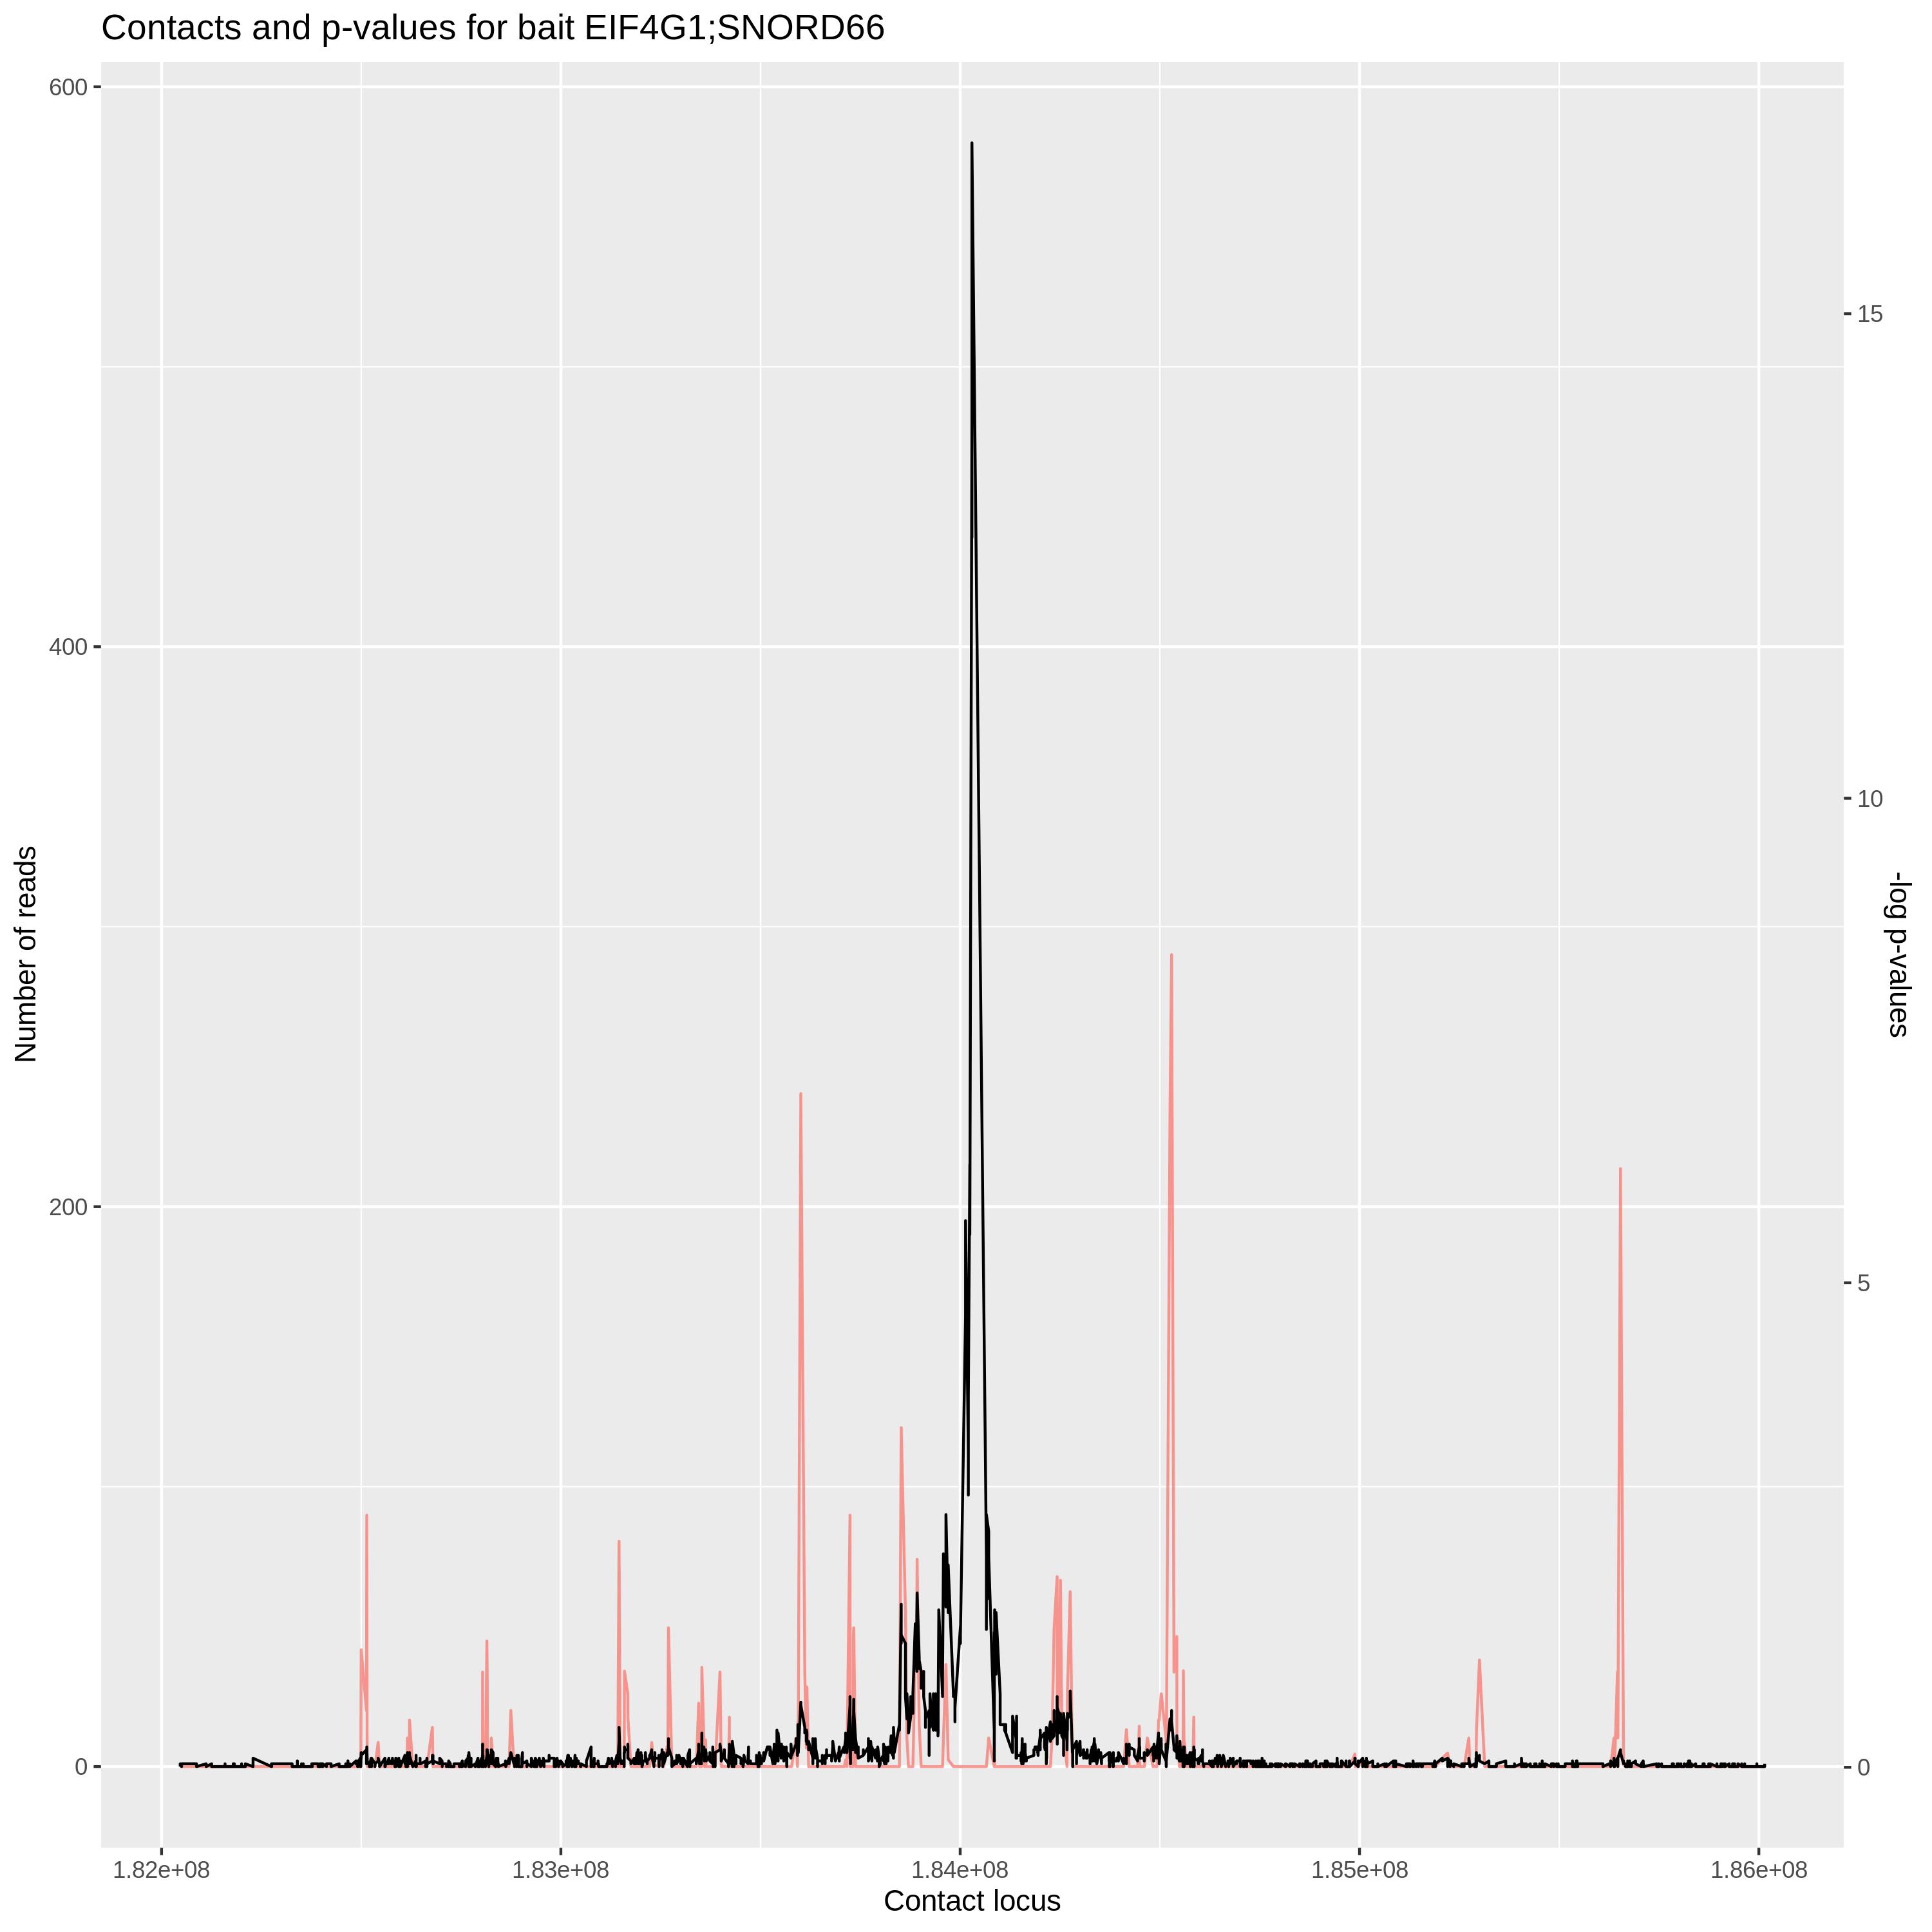 Contacts and p-values for bait EIF4G1;SNORD66
600
400
200
0
Number of reads
15
10
5
0
-log p-values
1.82e+08
1.83e+08
1.84e+08
1.85e+08
1.86e+08
Contact locus